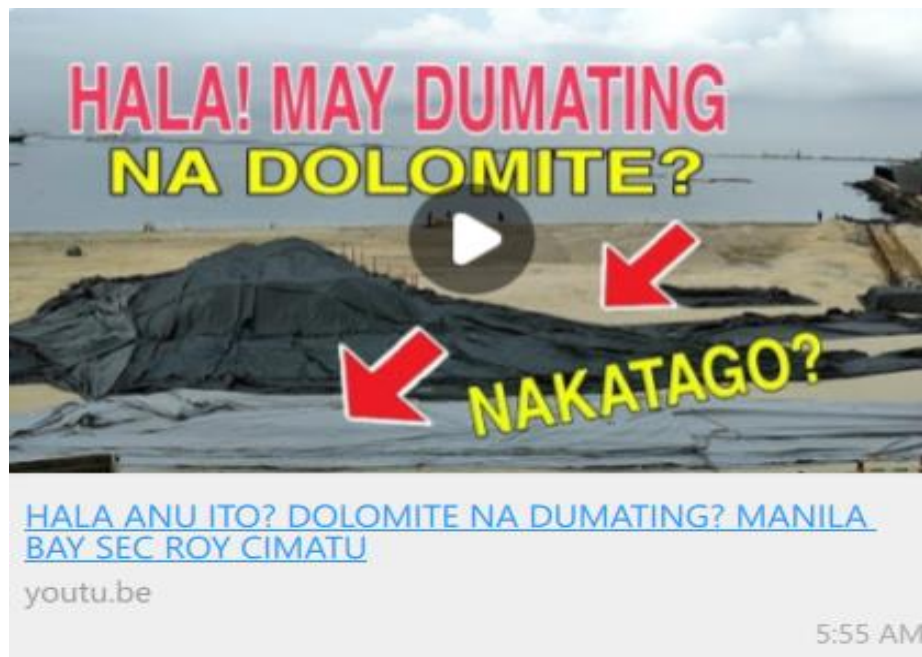 HALA! MAY DUMATING
NA DOLOMITE?
NAKATAGO?
HALA ANU ITO? DOLOMITE NA DUMATING? MANILA
BAY SEC ROY CIMATU
youtu.be
5:55 AM